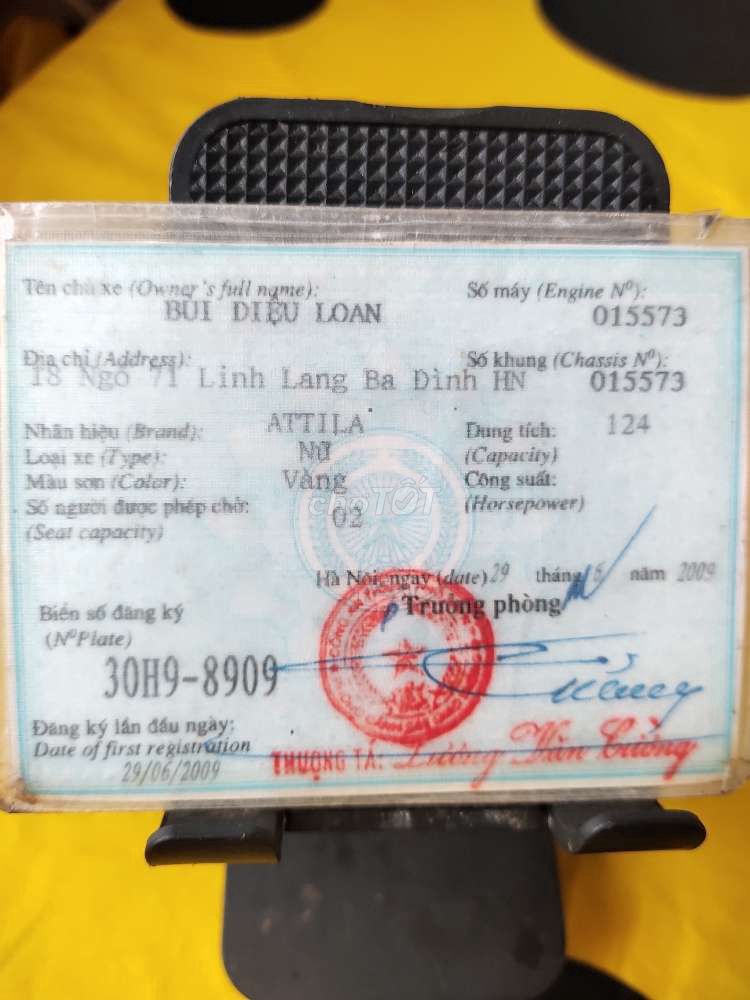 Tên chủ xe (Owner's full name):
BÙI DIỆU LOAN
Số máy (Engine Nº):
015573
Địa chỉ (Address):
18 Ngõ 71 Linh Lang Ba Đình HN
Số khung (Chassis Nº):
015573
Nhãn hiệu (Brand):
ATTILA
Dung tích:
124
(Capacity)
Loại xe (Type):
Nữ
Màu sơn (Color):
Vàng
Công suất:
(Horsepower)
Số người được phép chở:
02
(Seat capacity)
chợTỐT
Hà Nội, ngày (date) 29 tháng 6 năm 2009
Trưởng phòng
Biển số đăng ký
(NºPlate)
30H9-8909
Đăng ký lần đầu ngày:
Date of first registration
29/06/2009
THƯỢNG TÁ: Lương Văn Cường